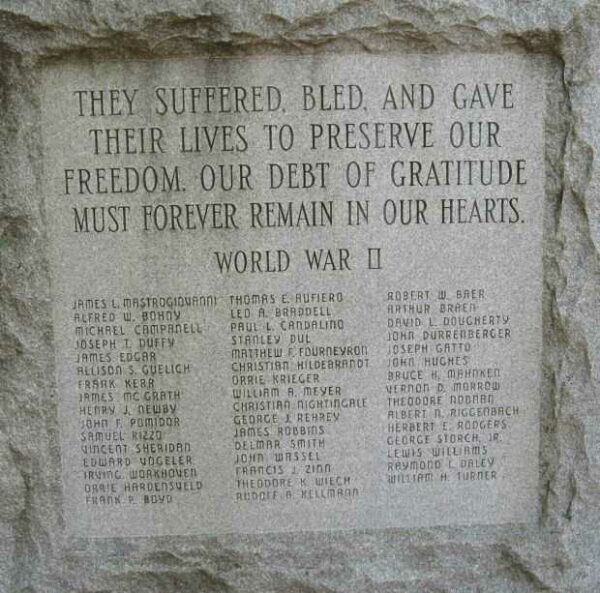 THEY SUFFERED, BLED, AND GAVE
THEIR LIVES TO PRESERVE OUR
FREEDOM. OUR DEBT OF GRATITUDE
MUST FOREVER REMAIN IN OUR HEARTS.
WORLD WAR II
JAMES L. MASTROGIOVANNI
ALFRED W. BOHNY
MICHAEL CAMPANELL
JOSEPH T. DUFFY
JAMES EDGAR
ALLISON S. GUELICH
FRANK KERR
JAMES MC GRATH
HENRY J. NEWBY
JOHN F. POMIDOR
SAMUEL RIZZO
VINCENT SHERIDAN
EDWARD VOGELER
IRVING WORKHOVEN
ORRIE HARDENSVELD
FRANK P. BOYD
THOMAS E. AUFIERO
LEO A. BRADDELL
PAUL L. CANDALINO
STANLEY DUL
MATTHEW F. FOURNEYRON
CHRISTIAN HILDEBRANDT
ORRIE KRIEGER
WILLIAM A. MEYER
CHRISTIAN NIGHTINGALE
GEORGE J. REHREY
JAMES ROBBINS
DELMAR SMITH
JOHN WASSEL
FRANCIS J. ZINN
THEODORE K. WIECH
RUDOLF A. KELLMANN
ROBERT W. BAER
ARTHUR BRAEN
DAVID L. DOUGHERTY
JOHN DURRENBERGER
JOSEPH GATTO
JOHN HUGHES
BRUCE H. MAHNKEN
VERNON D. MORROW
THEODORE NOONAN
ALBERT A. RIGGENBACH
HERBERT E. RODGERS
GEORGE STORCH, JR.
LEWIS WILLIAMS
RAYMOND C. DALEY
WILLIAM H. TURNER